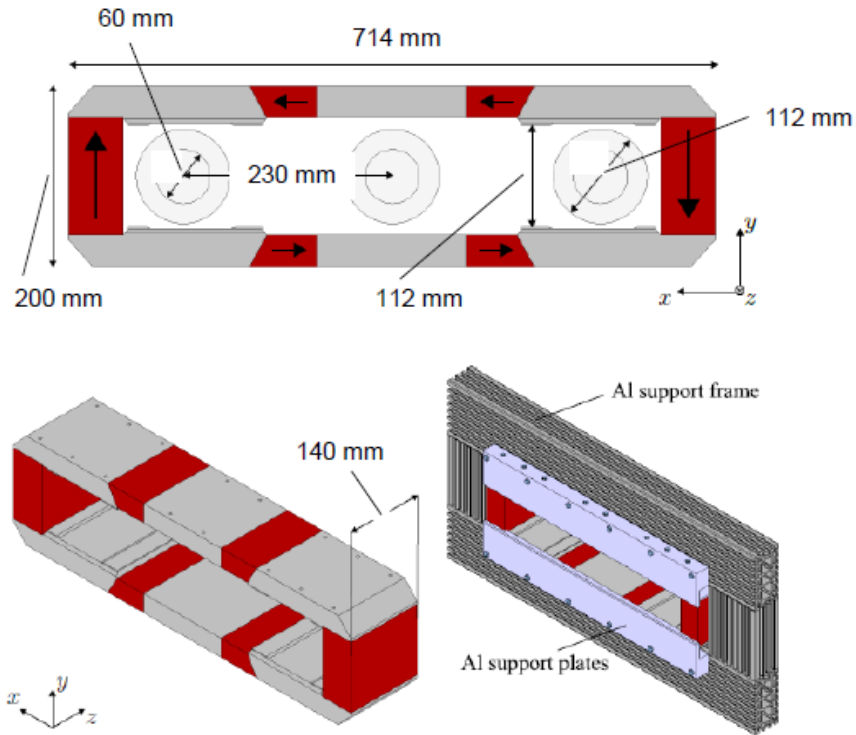 60 mm
714 mm
112 mm
230 mm
200 mm
112 mm
y
x
z
140 mm
Al support frame
Al support plates
y
x
z